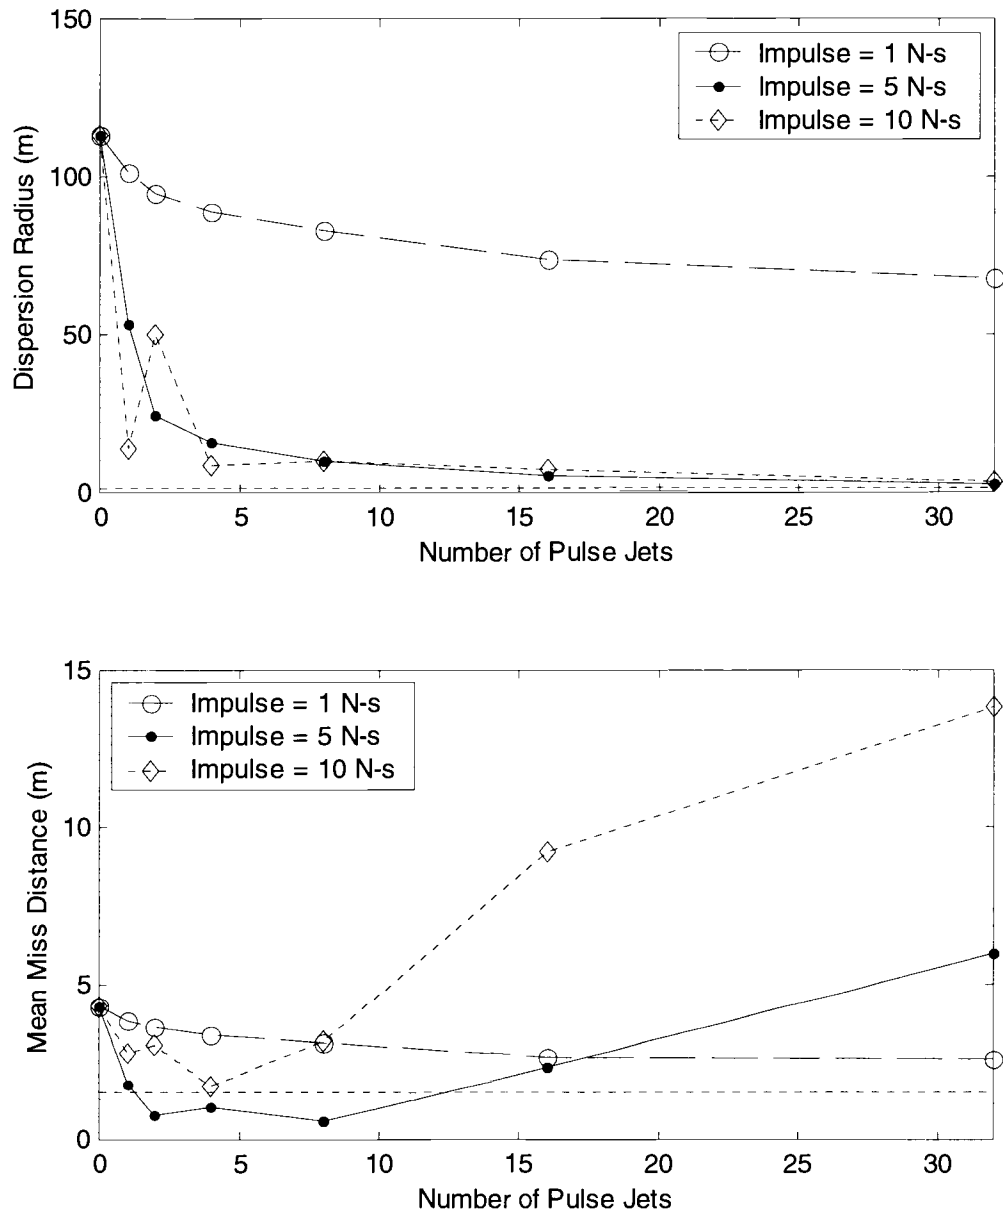 150
100
50
0
Dispersion Radius (m)
Impulse = 1 N-s
Impulse = 5 N-s
Impulse = 10 N-s
0 5 10 15 20 25 30
Number of Pulse Jets
15
10
5
0
Mean Miss Distance (m)
Impulse = 1 N-s
Impulse = 5 N-s
Impulse = 10 N-s
0 5 10 15 20 25 30
Number of Pulse Jets